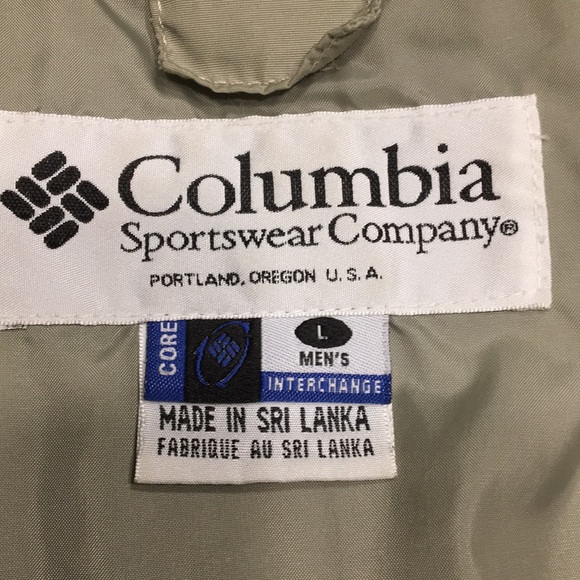 Columbia
Sportswear Company®
PORTLAND, OREGON U.S.A.
CORE
L
MEN'S
INTERCHANGE
MADE IN SRI LANKA
FABRIQUE AU SRI LANKA